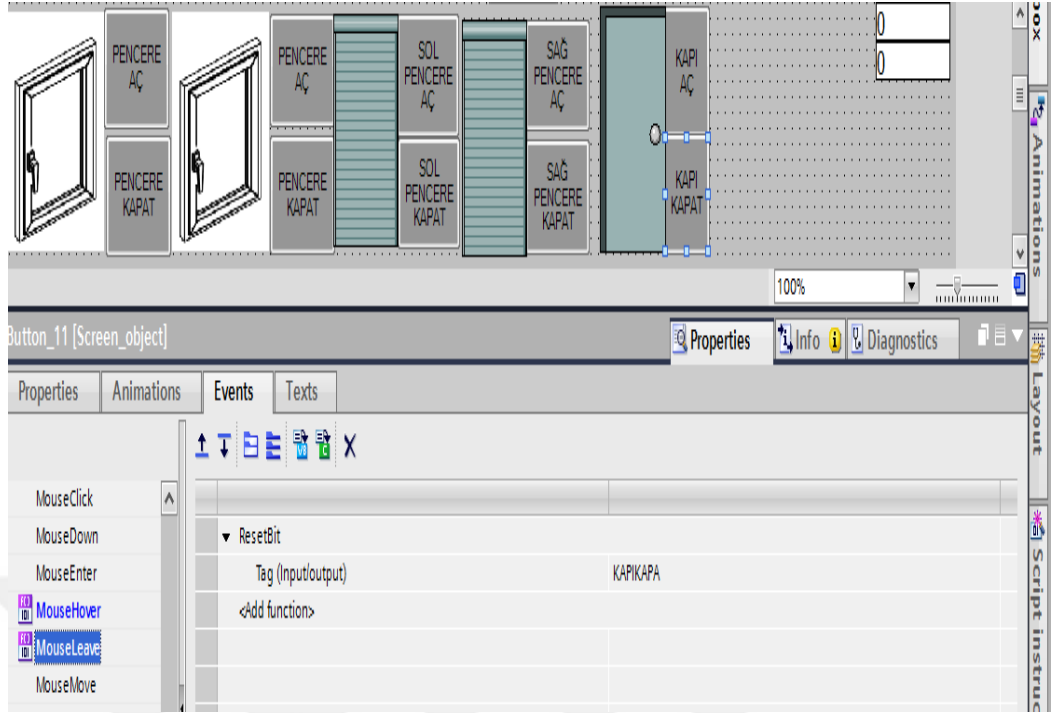 PENCERE
AÇ
PENCERE
KAPAT
PENCERE
AÇ
PENCERE
KAPAT
SOL
PENCERE
AÇ
SOL
PENCERE
KAPAT
SAĞ
PENCERE
AÇ
SAĞ
PENCERE
KAPAT
KAPI
AÇ
KAPI
KAPAT
0
0
box
Animations
Layout
Script instruc
100%
Button_11 [Screen_object]
Properties
Info
Diagnostics
Properties
Animations
Events
Texts
MouseClick
MouseDown
MouseEnter
MouseHover
MouseLeave
MouseMove
ResetBit
Tag (Input/output) KAPIKAPA
<Add function>